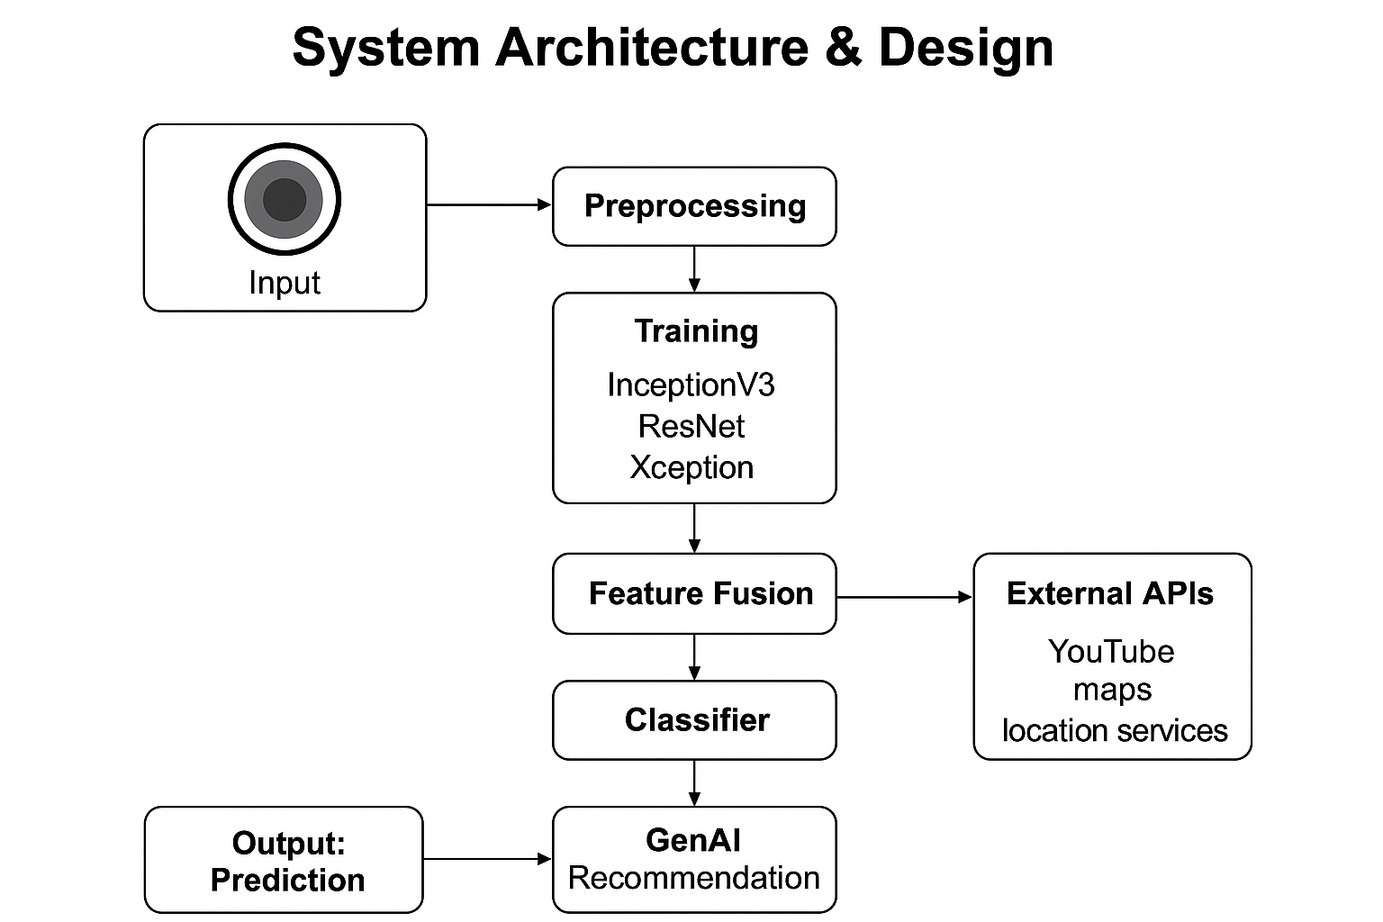 System Architecture & Design
Input
Preprocessing
Training
InceptionV3
ResNet
Xception
Feature Fusion
External APIs
YouTube
maps
location services
Classifier
Output:
Prediction
GenAI
Recommendation